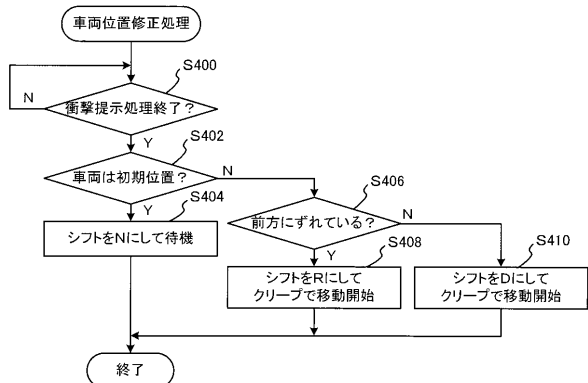 車両位置修正処理
S400
N
衝撃提示処理終了？
Y
S402
車両は初期位置？
N
Y
S404
シフトをNにして待機
S406
前方にずれている？
N
Y
S408
シフトをRにして
クリープで移動開始
S410
シフトをDにして
クリープで移動開始
終了